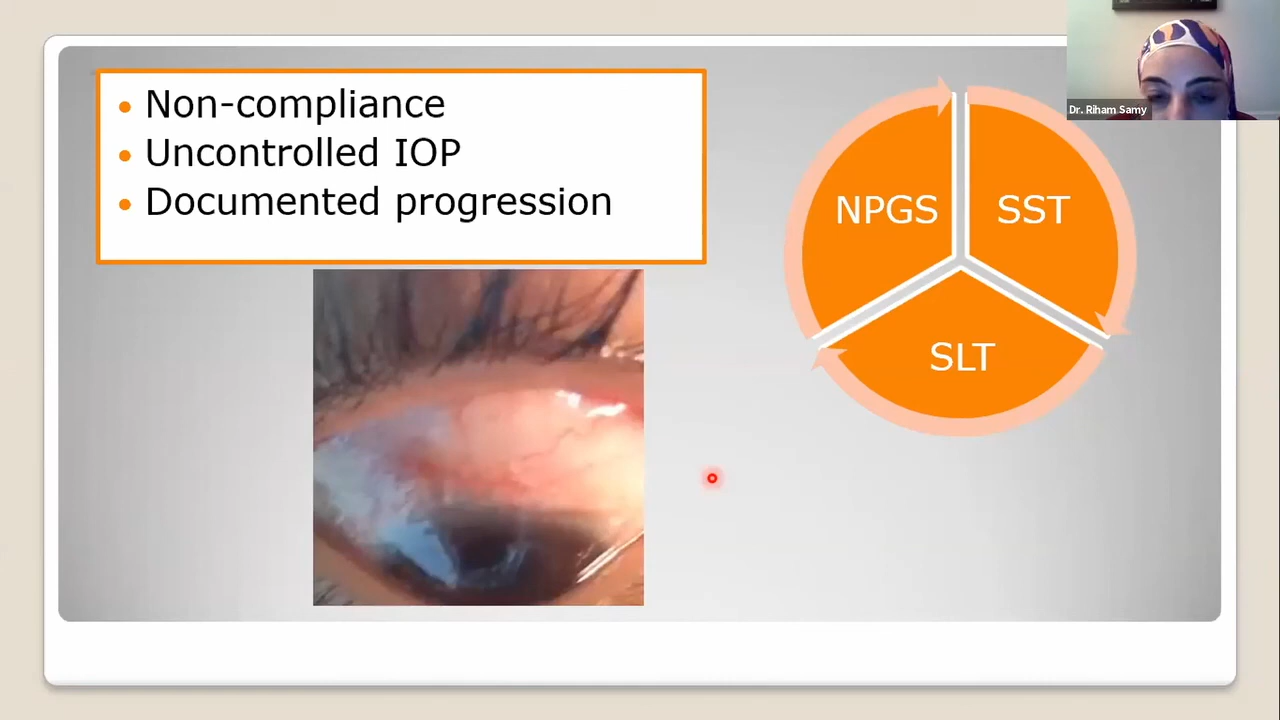 Non-compliance
Uncontrolled IOP
Documented progression
NPGS
SST
SLT
Dr. Riham Samy